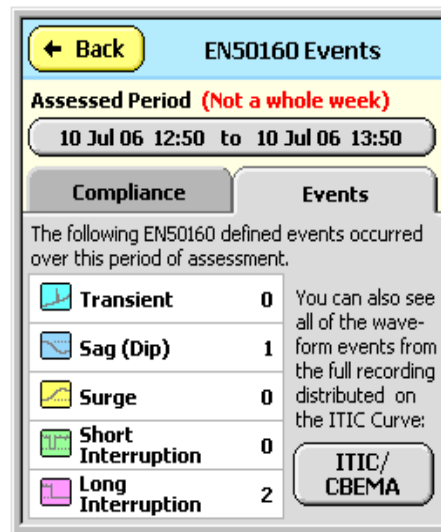 ← Back
EN50160 Events
Assessed Period (Not a whole week)
10 Jul 06 12:50 to 10 Jul 06 13:50
Compliance
Events
The following EN50160 defined events occurred
over this period of assessment.
Transient 0
Sag (Dip) 1
Surge 0
Short
Interruption 0
Long
Interruption 2
You can also see
all of the wave-
form events from
the full recording
distributed on
the ITIC Curve:
ITIC/
CBEMA